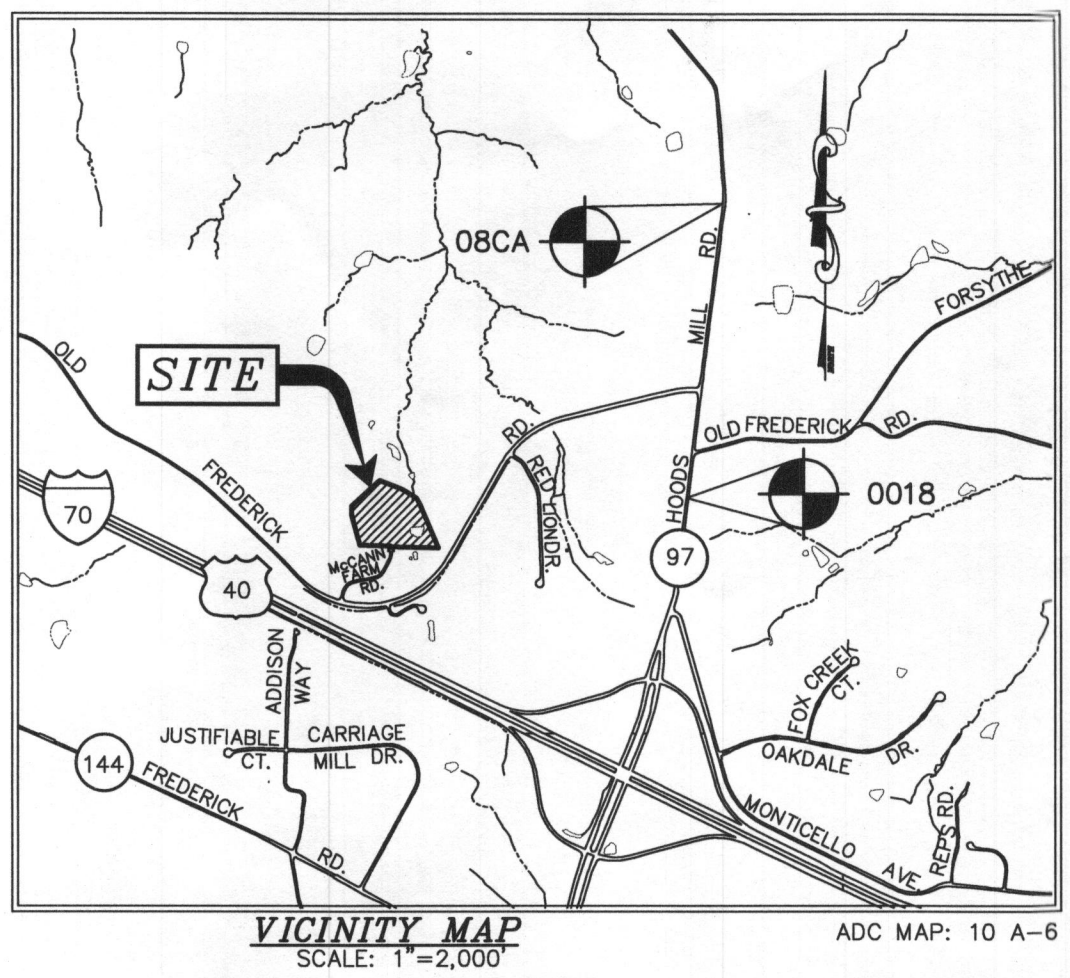 08CA
MILL RD.
FORSYTHE
OLD
SITE
OLD FREDERICK RD.
RD.
FREDERICK
RED LION DR.
HOODS
0018
70
McCANN
FARM
RD.
97
40
ADDISON
WAY
FOX CREEK
CT.
JUSTIFIABLE
CT.
CARRIAGE
MILL DR.
OAKDALE DR.
144
FREDERICK
RD.
MONTICELLO
AVE.
REPS RD.
VICINITY MAP
SCALE: 1"=2,000'
ADC MAP: 10 A-6